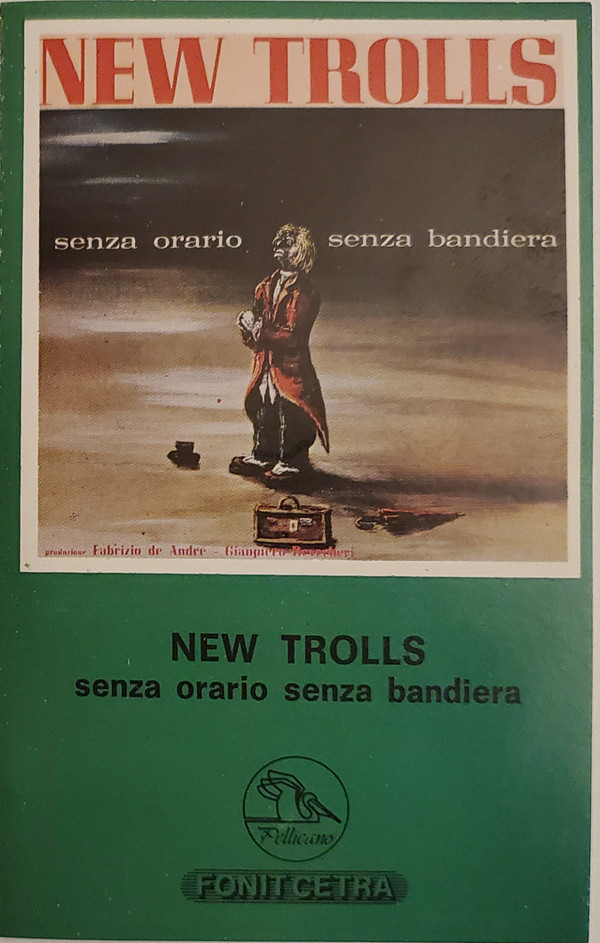 NEW TROLLS
senza orario senza bandiera
produzione Fabrizio de Andrè - Gianpiero
NEW TROLLS
senza orario senza bandiera
Pellicano
FONIT CETRA